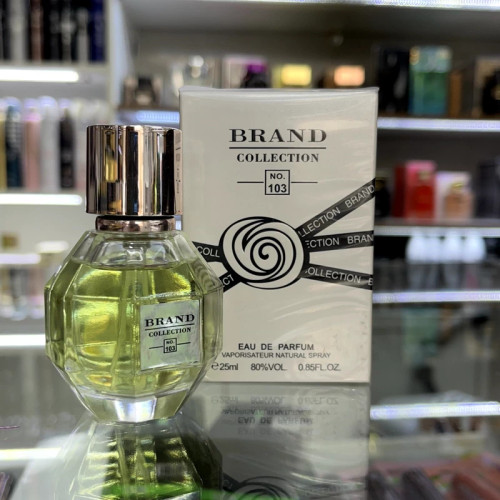 BRAND
COLLECTION
NO.
103
COLLECTION BRAND
COLLECTION BRAN
COLLECTION
COLL
CT
EAU DE PARFUM
VAPORISATEUR NATURAL SPRAY
e 25ml 80%VOL. 0.85FL.OZ.
BRAND
COLLECTION
NO.
103